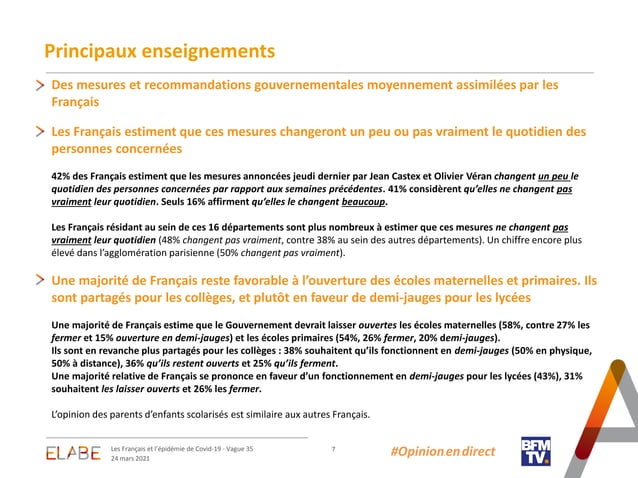 Principaux enseignements
Des mesures et recommandations gouvernementales moyennement assimilées par les
Français
Les Français estiment que ces mesures changeront un peu ou pas vraiment le quotidien des
personnes concernées
42% des Français estiment que les mesures annoncées jeudi dernier par Jean Castex et Olivier Véran changent un peu le
quotidien des personnes concernées par rapport aux semaines précédentes. 41% considèrent qu’elles ne changent pas
vraiment leur quotidien. Seuls 16% affirment qu’elles le changent beaucoup.
Les Français résidant au sein de ces 16 départements sont plus nombreux à estimer que ces mesures ne changent pas
vraiment leur quotidien (48% changent pas vraiment, contre 38% au sein des autres départements). Un chiffre encore plus
élevé dans l’agglomération parisienne (50% changent pas vraiment).
Une majorité de Français reste favorable à l’ouverture des écoles maternelles et primaires. Ils
sont partagés pour les collèges, et plutôt en faveur de demi-jauges pour les lycées
Une majorité de Français estime que le Gouvernement devrait laisser ouvertes les écoles maternelles (58%, contre 27% les
fermer et 15% ouverture en demi-jauges) et les écoles primaires (54%, 26% fermer, 20% demi-jauges).
Ils sont en revanche plus partagés pour les collèges : 38% souhaitent qu’ils fonctionnent en demi-jauges (50% en physique,
50% à distance), 36% qu’ils restent ouverts et 25% qu’ils ferment.
Une majorité relative de Français se prononce en faveur d’un fonctionnement en demi-jauges pour les lycées (43%), 31%
souhaitent les laisser ouverts et 26% les fermer.
L’opinion des parents d’enfants scolarisés est similaire aux autres Français.
ELABE
Les Français et l’épidémie de Covid-19 - Vague 35
24 mars 2021
7
#Opinion en direct
BFM
TV.